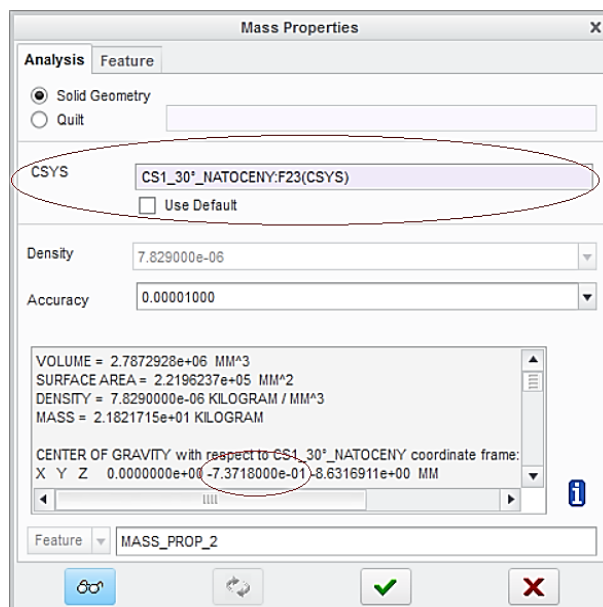 Mass Properties x
Analysis Feature
Solid Geometry
Quilt
CSYS CS1_30°_NATOCENY:F23(CSYS)
Use Default
Density 7.829000e-06
Accuracy 0.00001000
VOLUME = 2.7872928e+06 MM^3
SURFACE AREA = 2.2196237e+05 MM^2
DENSITY = 7.8290000e-06 KILOGRAM / MM^3
MASS = 2.1821715e+01 KILOGRAM
CENTER OF GRAVITY with respect to CS1_30°_NATOCENY coordinate frame:
X Y Z 0.0000000e+00 -7.3718000e-01 -8.6316911e+00 MM
Feature MASS_PROP_2